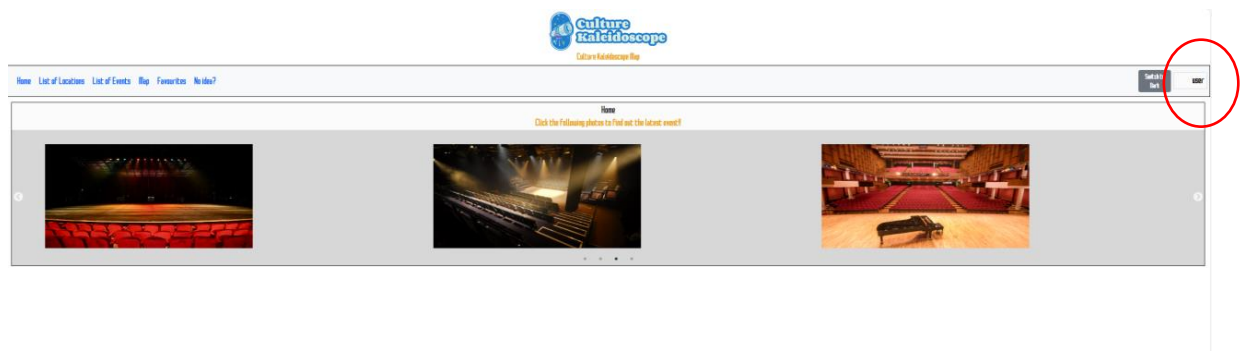 Culture
Kaleidoscope
Culture Kaleidoscope Map
Home List of Locations List of Events Map Favourites No idea?
Switch to
Dark
user
Home
Click the following photos to find out the latest event!!